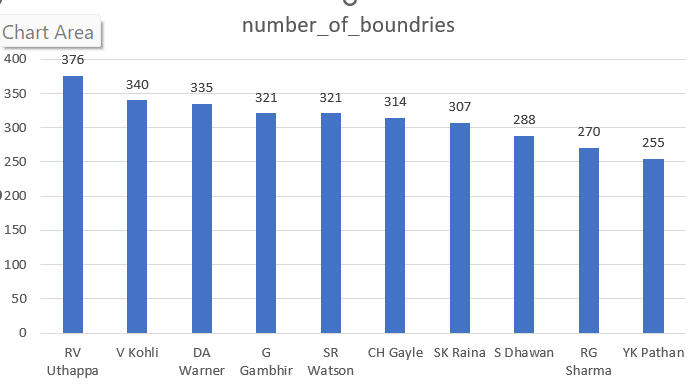 number_of_boundries
Chart Area
400
350
300
250
200
150
100
50
0
376
340
335
321
321
314
307
288
270
255
RV Uthappa
V Kohli
DA Warner
G Gambhir
SR Watson
CH Gayle
SK Raina
S Dhawan
RG Sharma
YK Pathan